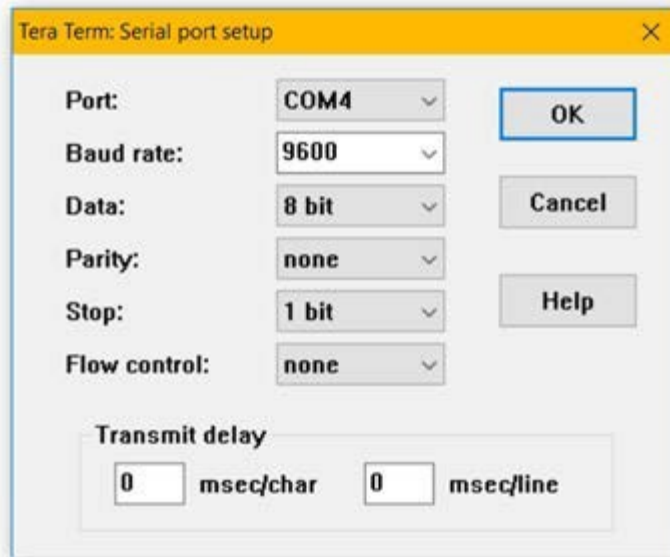 Tera Term: Serial port setup
Port: COM4
OK
Baud rate: 9600
Data: 8 bit
Cancel
Parity: none
Stop: 1 bit
Help
Flow control: none
Transmit delay
0 msec/char 0 msec/line